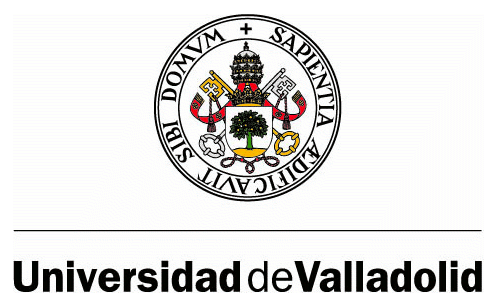 + SAPIENTIA ÆDIFICAVIT SIBI DOMVM
Universidad de Valladolid